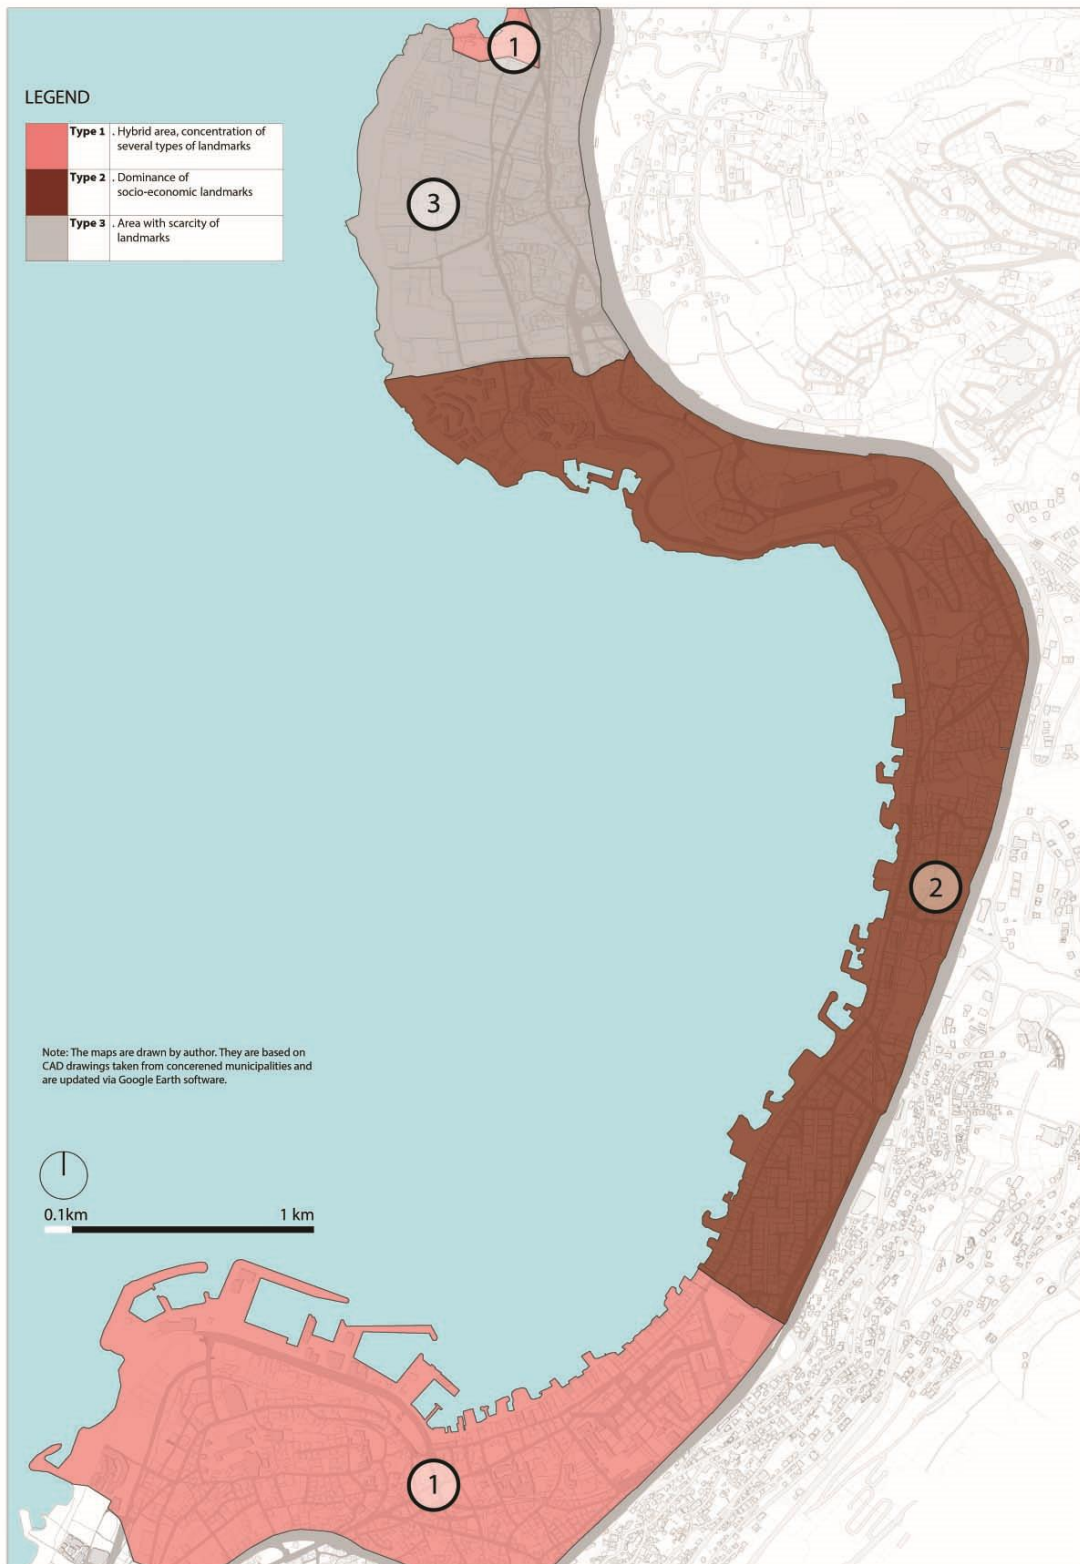 1
LEGEND
Type 1 . Hybrid area, concentration of
several types of landmarks
Type 2 . Dominance of
socio-economic landmarks
Type 3 . Area with scarcity of
landmarks
3
2
Note: The maps are drawn by author. They are based on
CAD drawings taken from concerened municipalities and
are updated via Google Earth software.
0.1km 1 km
1